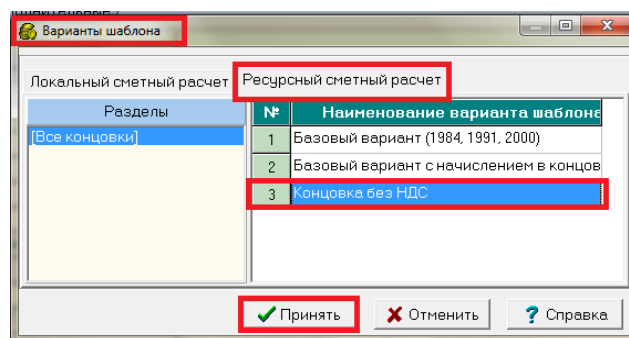 Варианты шаблона
Локальный сметный расчет Ресурсный сметный расчет
Разделы
[Все концовки]
№ Наименование варианта шаблона
1 Базовый вариант (1984, 1991, 2000)
2 Базовый вариант с начислением в концов
3 Концовка без НДС
Принять Отменить ? Справка